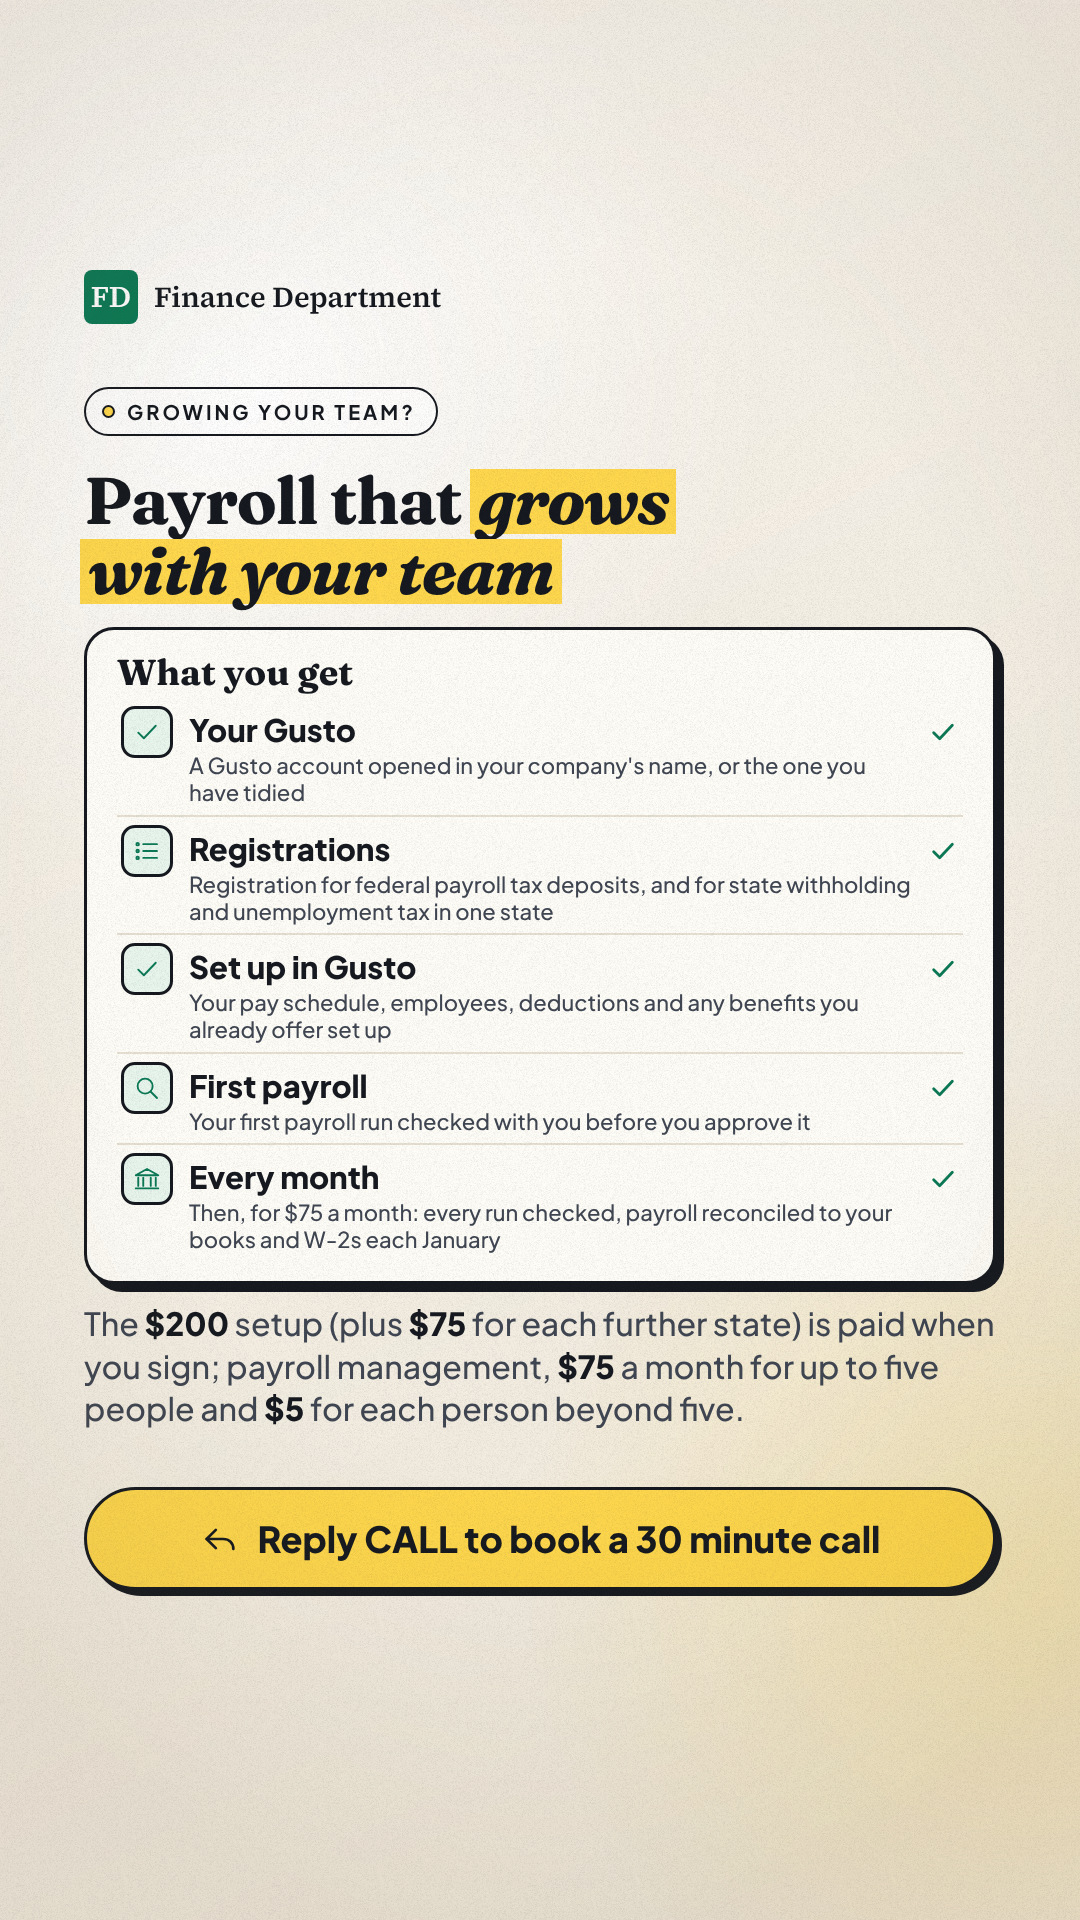 FD Finance Department
GROWING YOUR TEAM?
Payroll that grows
with your team
What you get
Your Gusto
A Gusto account opened in your company's name, or the one you
have tidied
Registrations
Registration for federal payroll tax deposits, and for state withholding
and unemployment tax in one state
Set up in Gusto
Your pay schedule, employees, deductions and any benefits you
already offer set up
First payroll
Your first payroll run checked with you before you approve it
Every month
Then, for $75 a month: every run checked, payroll reconciled to your
books and W-2s each January
The $200 setup (plus $75 for each further state) is paid when
you sign; payroll management, $75 a month for up to five
people and $5 for each person beyond five.
Reply CALL to book a 30 minute call